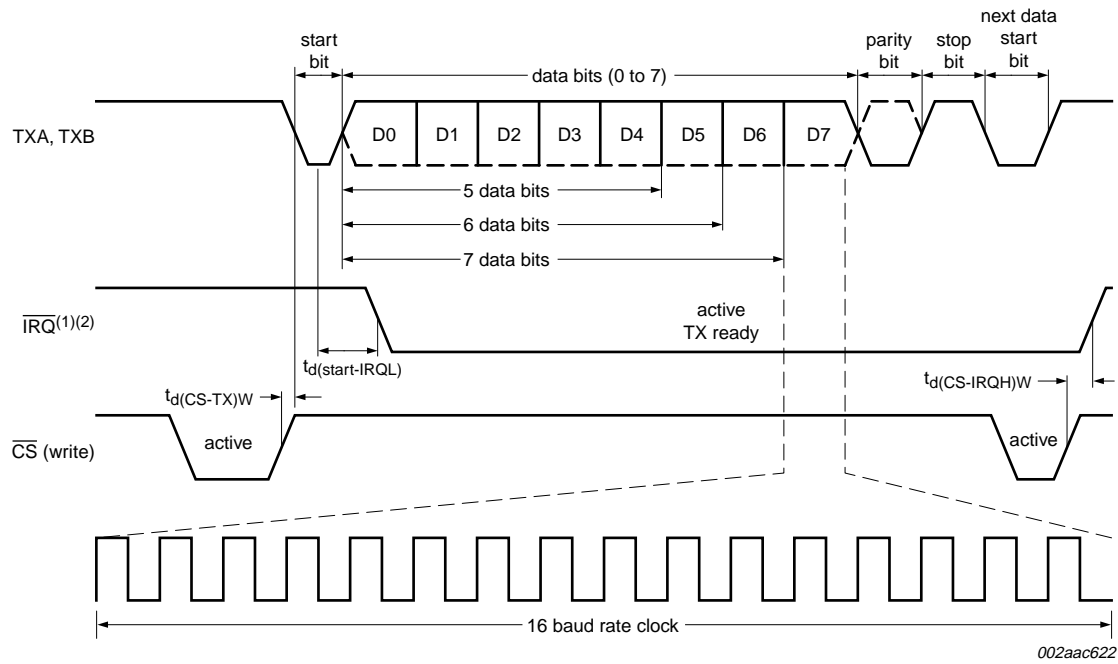 start
bit
data bits (0 to 7)
parity
bit
stop
bit
next data
start
bit
TXA, TXB
D0 D1 D2 D3 D4 D5 D6 D7
5 data bits
6 data bits
7 data bits
IRQ(1)(2)
active
TX ready
td(start-IRQL)
td(CS-TX)W
td(CS-IRQH)W
CS (write)
active
active
16 baud rate clock
002aac622